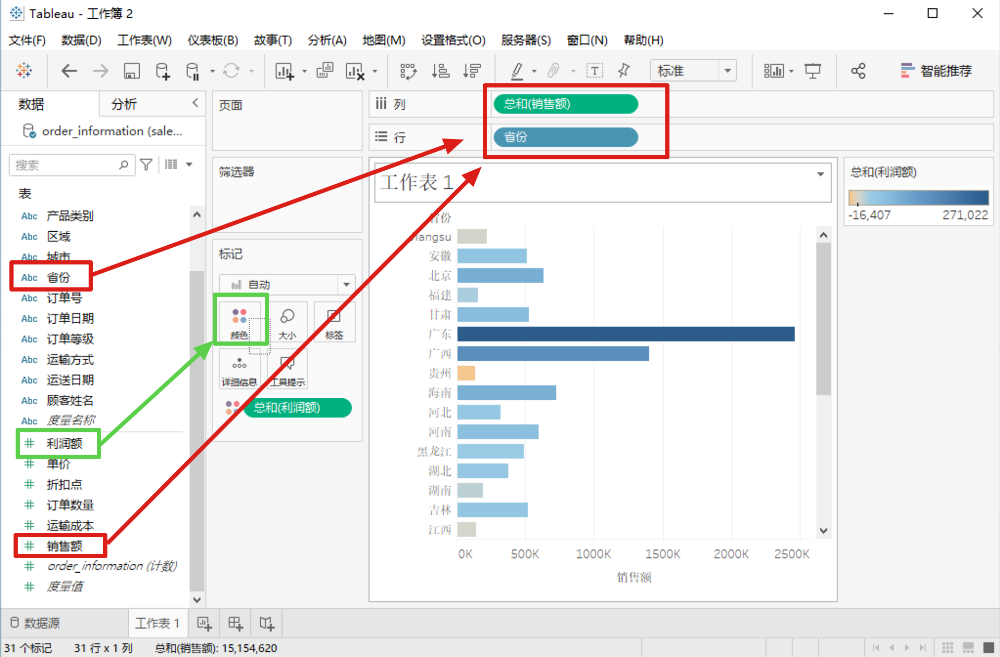 Tableau - 工作簿 2
文件(F) 数据(D) 工作表(W) 仪表板(B) 故事(T) 分析(A) 地图(M) 设置格式(O) 服务器(S) 窗口(N) 帮助(H)
标准
智能推荐
数据 分析
order_information (sale...
搜索
表
Abc 产品类别
Abc 区域
Abc 城市
Abc 省份
Abc 订单号
Abc 订单日期
Abc 订单等级
Abc 运输方式
Abc 运送日期
Abc 顾客姓名
Abc 度量名称
# 利润额
# 单价
# 折扣点
# 订单数量
# 运输成本
# 销售额
# order_information (计数)
# 度量值
页面
筛选器
标记
自动
颜色 大小 标签
详细信息 工具提示
总和(利润额)
列 总和(销售额)
行 省份
工作表 1
省份
Jiangsu
安徽
北京
福建
甘肃
广东
广西
贵州
海南
河北
河南
黑龙江
湖北
湖南
吉林
江西
0K 500K 1000K 1500K 2000K 2500K
销售额
总和(利润额)
-16,407 271,022
数据源 工作表 1
31 个标记 31 行 x 1 列 总和(销售额): 15,154,620